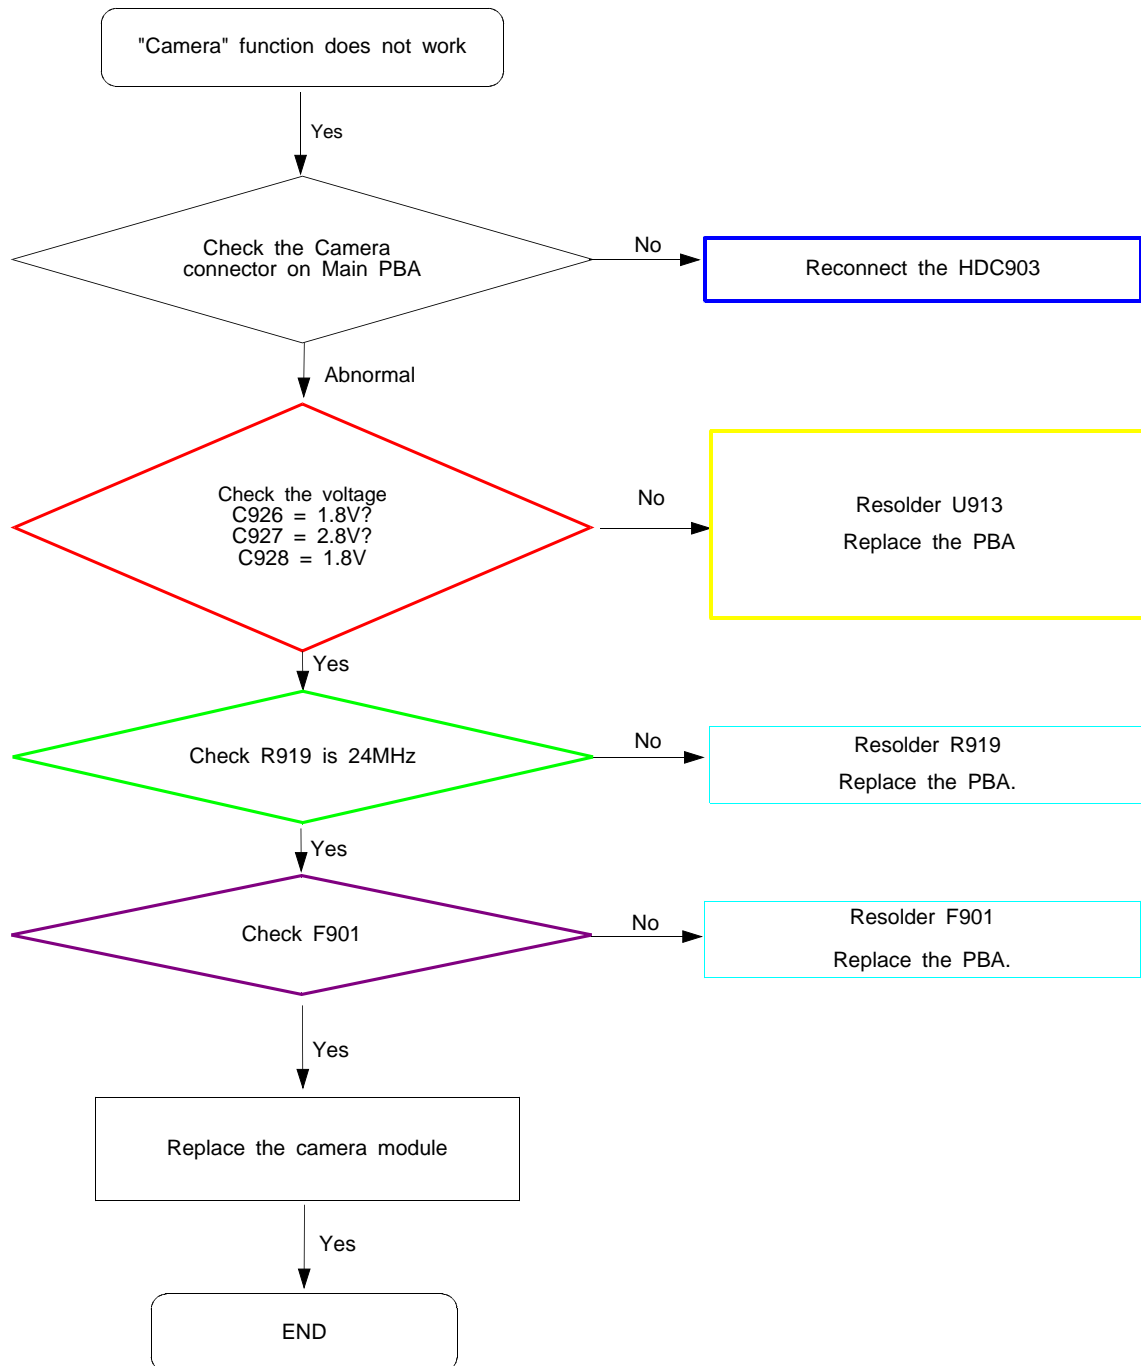 "Camera" function does not work
Yes
Check the Camera
connector on Main PBA
No
Reconnect the HDC903
Abnormal
Check the voltage
C926 = 1.8V?
C927 = 2.8V?
C928 = 1.8V
No
Resolder U913
Replace the PBA
Yes
Check R919 is 24MHz
No
Resolder R919
Replace the PBA.
Yes
Check F901
No
Resolder F901
Replace the PBA.
Yes
Replace the camera module
Yes
END